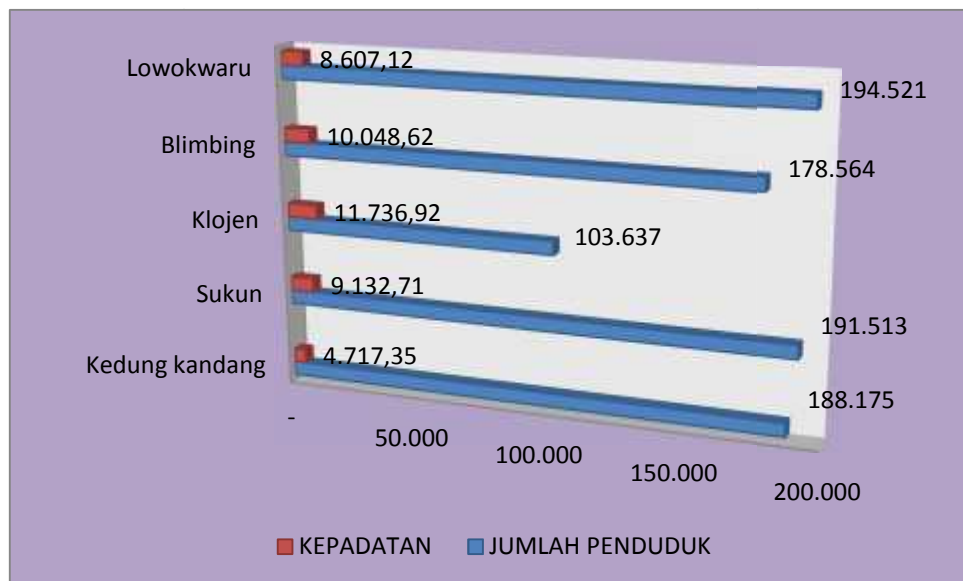 Lowokwaru 8.607,12 194.521
Blimbing 10.048,62 178.564
Klojen 11.736,92 103.637
Sukun 9.132,71 191.513
Kedung kandang 4.717,35 188.175
- 50.000 100.000 150.000 200.000
KEPADATAN JUMLAH PENDUDUK